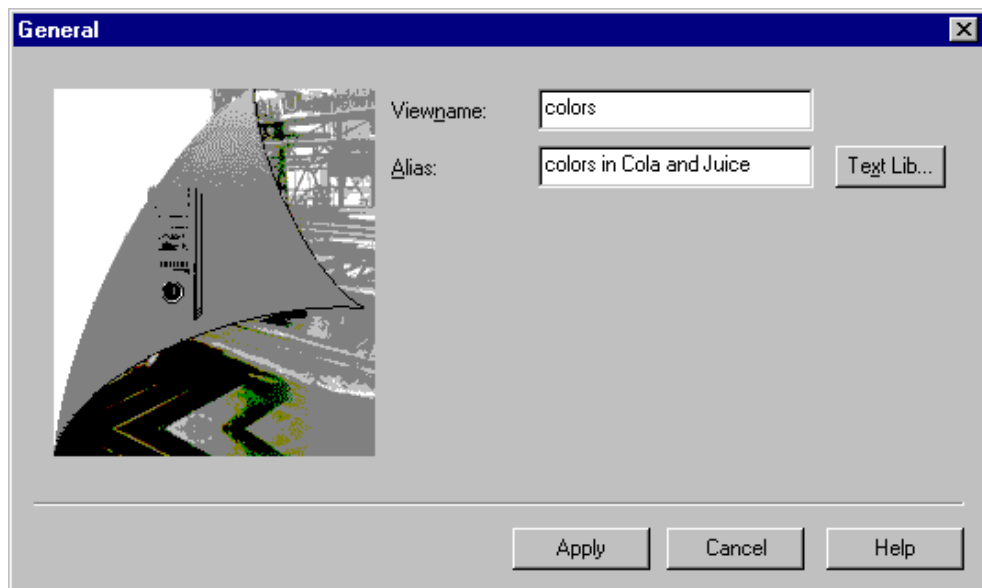 General
Viewname: colors
Alias: colors in Cola and Juice Text Lib...
Apply Cancel Help